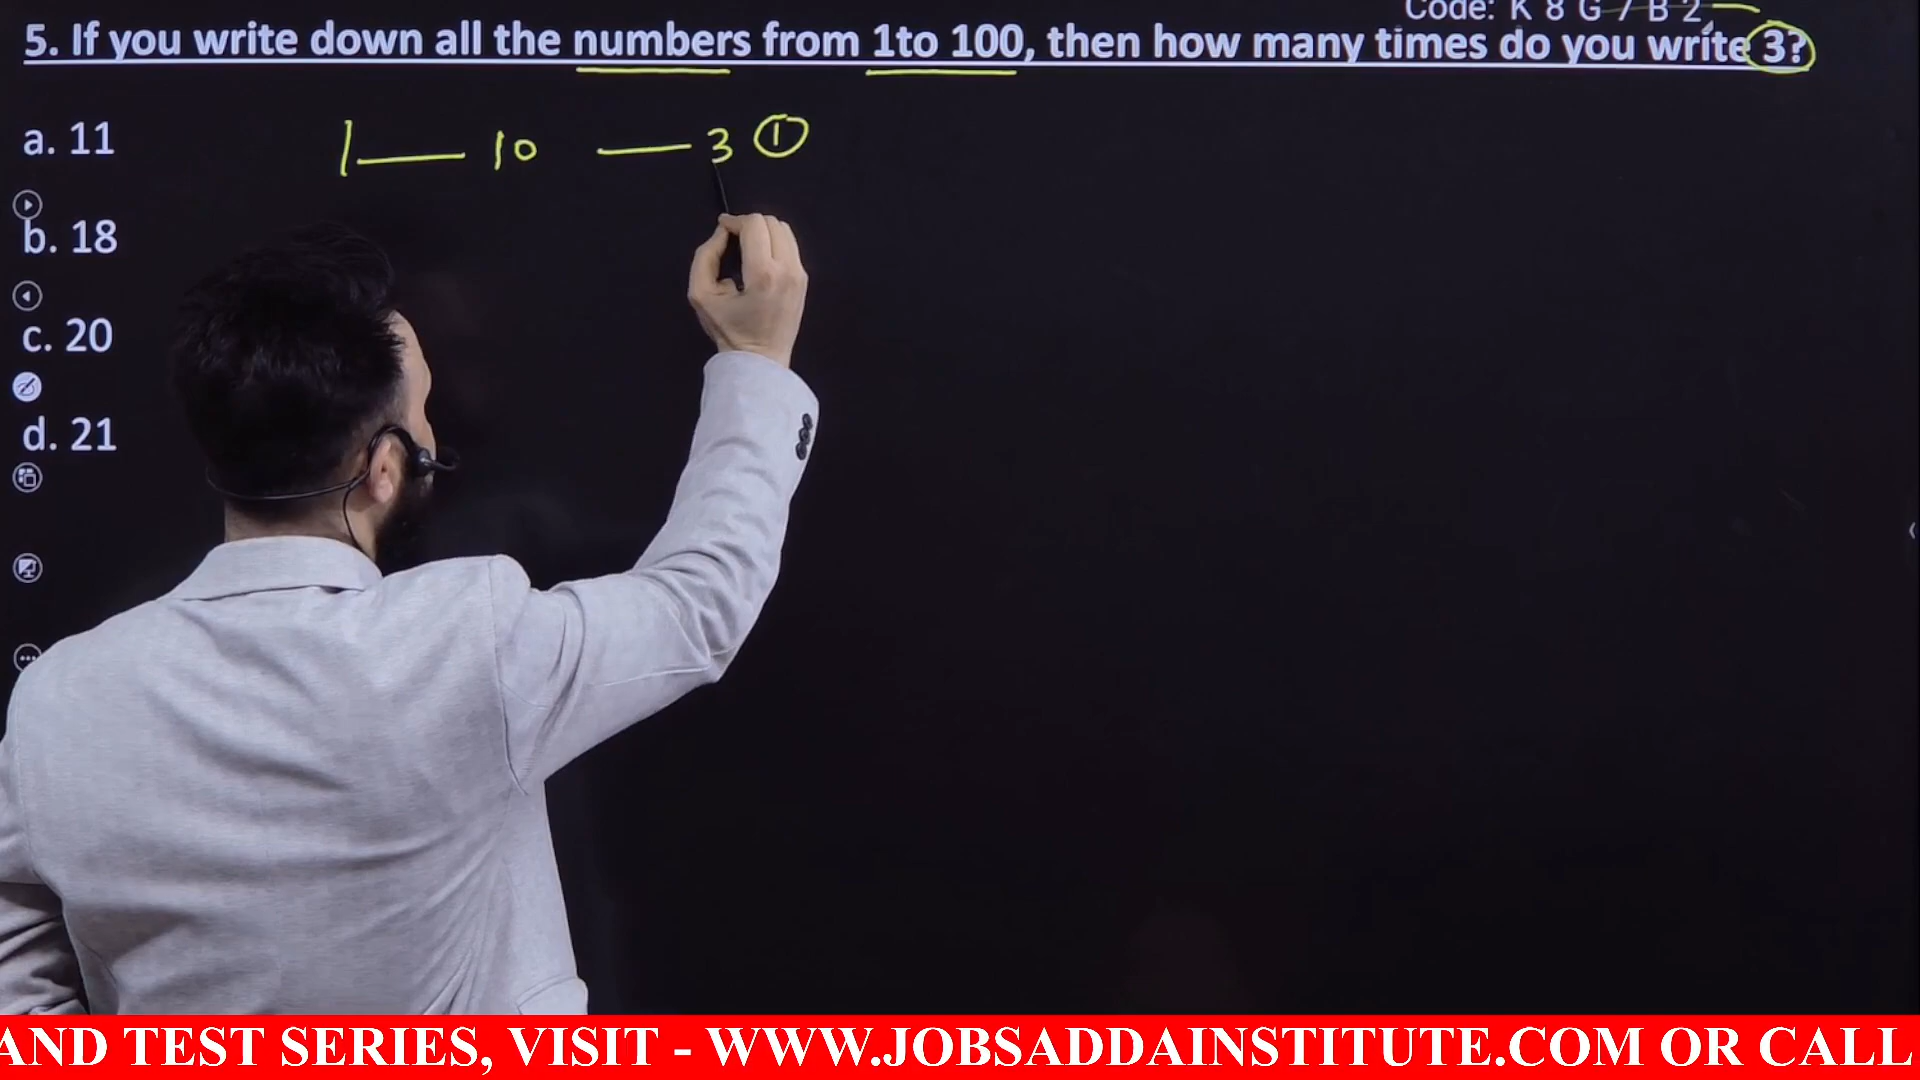 Code: K 8 G 7 B 2
5. If you write down all the numbers from 1to 100, then how many times do you write 3?
1 10 3 1
a. 11
b. 18
c. 20
d. 21
AND TEST SERIES, VISIT - WWW.JOBSADDAINSTITUTE.COM OR CALL